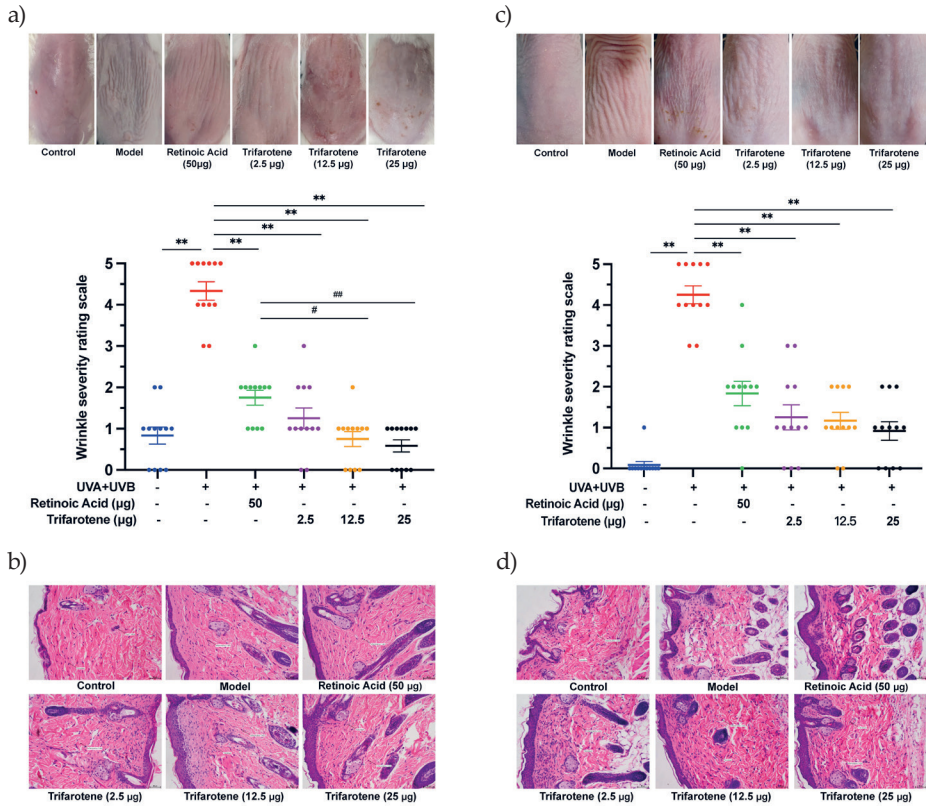 a)
Control Model Retinoic Acid (50µg) Trifarotene (2.5 µg) Trifarotene (12.5 µg) Trifarotene (25 µg)
**
**
**
** **
##
#
Wrinkle severity rating scale
5
4
3
2
1
0
UVA+UVB - + + + + +
Retinoic Acid (µg) - - 50 - - -
Trifarotene (µg) - - - 2.5 12.5 25
b)
Control Model Retinoic Acid (50 µg)
Trifarotene (2.5 µg) Trifarotene (12.5 µg) Trifarotene (25 µg)
c)
Control Model Retinoic Acid (50 µg) Trifarotene (2.5 µg) Trifarotene (12.5 µg) Trifarotene (25 µg)
**
**
**
** **
Wrinkle severity rating scale
5
4
3
2
1
0
UVA+UVB - + + + + +
Retinoic Acid (µg) - - 50 - - -
Trifarotene (µg) - - - 2.5 12.5 25
d)
Control Model Retinoic Acid (50 µg)
Trifarotene (2.5 µg) Trifarotene (12.5 µg) Trifarotene (25 µg)